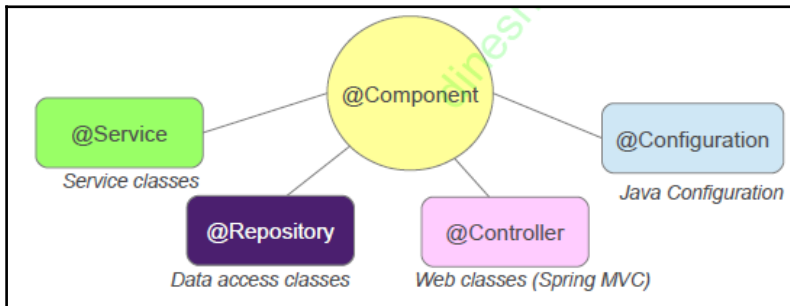 @Component
@Service
Service classes
@Configuration
Java Configuration
@Repository
Data access classes
@Controller
Web classes (Spring MVC)